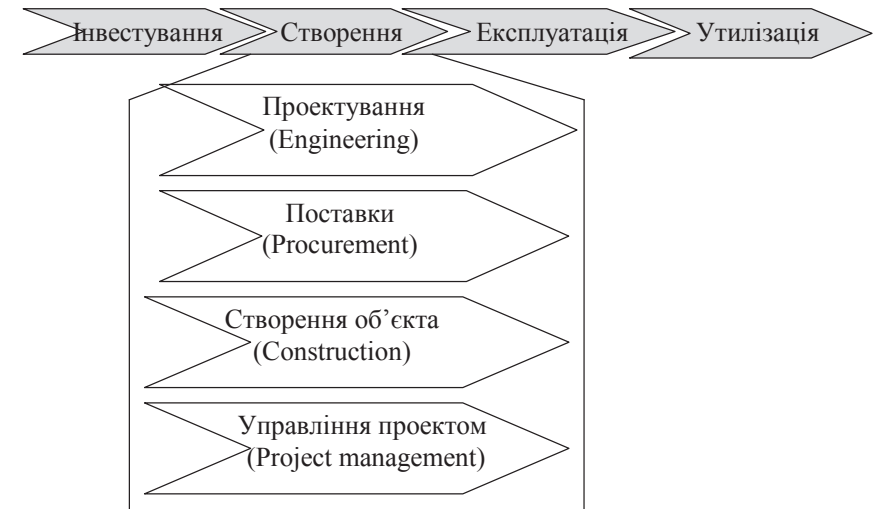 Інвестування
Створення
Експлуатація
Утилізація
Проектування
(Engineering)
Поставки
(Procurement)
Створення об’єкта
(Construction)
Управління проектом
(Project management)